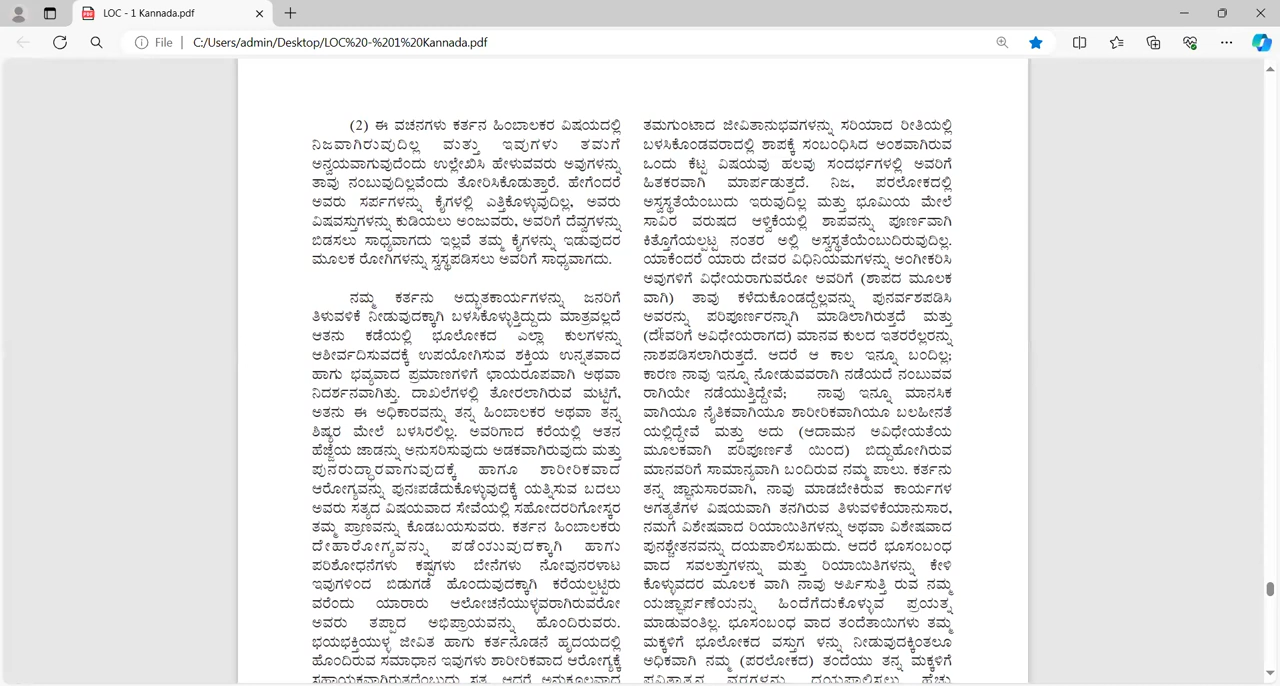 LOC - 1 Kannada.pdf
File
C:/Users/admin/Desktop/LOC%20-%201%20Kannada.pdf
(2) ಈ ವಚನಗಳು ಕರ್ತನ ಹಿಂಬಾಲಕರ ವಿಷಯದಲ್ಲಿ
ನಿಜವಾಗಿರುವುದಿಲ್ಲ ಮತ್ತು ಇವುಗಳು ತಮಗೆ
ಅನ್ವಯವಾಗುವುದೆಂದು ಉಲ್ಲೇಖಿಸಿ ಹೇಳುವವರು ಅವುಗಳನ್ನು
ತಾವು ನಂಬುವುದಿಲ್ಲವೆಂದು ತೋರಿಸಿಕೊಡುತ್ತಾರೆ. ಹೇಗೆಂದರೆ
ಅವರು ಸರ್ಪಗಳನ್ನು ಕೈಗಳಲ್ಲಿ ಎತ್ತಿಕೊಳ್ಳುವುದಿಲ್ಲ, ಅವರು
ವಿಷವಸ್ತುಗಳನ್ನು ಕುಡಿಯಲು ಅಂಜುವರು, ಅವರಿಗೆ ದೆವ್ವಗಳನ್ನು
ಬಿಡಸಲು ಸಾಧ್ಯವಾಗದು ಇಲ್ಲವೆ ತಮ್ಮ ಕೈಗಳನ್ನು ಇಡುವುದರ
ಮೂಲಕ ರೋಗಿಗಳನ್ನು ಸ್ವಸ್ಥಪಡಿಸಲು ಅವರಿಗೆ ಸಾಧ್ಯವಾಗದು.
ನಮ್ಮ ಕರ್ತನು ಅದ್ಭುತಕಾರ್ಯಗಳನ್ನು ಜನರಿಗೆ
ತಿಳುವಳಿಕೆ ನೀಡುವುದಕ್ಕಾಗಿ ಬಳಸಿಕೊಳ್ಳುತ್ತಿದ್ದುದು ಮಾತ್ರವಲ್ಲದೆ
ಆತನು ಕಡೆಯಲ್ಲಿ ಭೂಲೋಕದ ಎಲ್ಲಾ ಕುಲಗಳನ್ನು
ಆಶೀರ್ವದಿಸುವದಕ್ಕೆ ಉಪಯೋಗಿಸುವ ಶಕ್ತಿಯ ಉನ್ನತವಾದ
ಹಾಗು ಭವ್ಯವಾದ ಪ್ರಮಾಣಗಳಿಗೆ ಛಾಯರೂಪವಾಗಿ ಅಥವಾ
ನಿದರ್ಶನವಾಗಿತ್ತು. ದಾಖಲೆಗಳಲ್ಲಿ ತೋರಲಾಗಿರುವ ಮಟ್ಟಿಗೆ,
ಅತನು ಈ ಅಧಿಕಾರವನ್ನು ತನ್ನ ಹಿಂಬಾಲಕರ ಅಥವಾ ತನ್ನ
ಶಿಷ್ಯರ ಮೇಲೆ ಬಳಸಿರಲಿಲ್ಲ. ಅವರಿಗಾದ ಕರೆಯಲ್ಲಿ ಆತನ
ಹೆಜ್ಜೆಯ ಜಾಡನ್ನು ಅನುಸರಿಸುವುದು ಅಡಕವಾಗಿರುವುದು ಮತ್ತು
ಪುನರುದ್ಧಾರವಾಗುವುದಕ್ಕೆ ಹಾಗೂ ಶಾರೀರಿಕವಾದ
ಆರೋಗ್ಯವನ್ನು ಪುನಃಪಡೆದುಕೊಳ್ಳುವುದಕ್ಕೆ ಯತ್ನಿಸುವ ಬದಲು
ಅವರು ಸತ್ಯದ ವಿಷಯವಾದ ಸೇವೆಯಲ್ಲಿ ಸಹೋದರರಿಗೋಸ್ಕರ
ತಮ್ಮ ಪ್ರಾಣವನ್ನು ಕೊಡಬಯಸುವರು. ಕರ್ತನ ಹಿಂಬಾಲಕರು
ದೇಹಾರೋಗ್ಯವನ್ನು ಪಡೆಯುವುದಕ್ಕಾಗಿ ಹಾಗು
ಪರಿಶೋಧನೆಗಳು ಕಷ್ಟಗಳು ಬೇನೆಗಳು ನೋವುನರಳಾಟ
ಇವುಗಳಿಂದ ಬಿಡುಗಡೆ ಹೊಂದುವುದಕ್ಕಾಗಿ ಕರೆಯಲ್ಪಟ್ಟಿರು
ವರೆಂದು ಯಾರಾರು ಆಲೋಚನೆಯುಳ್ಳವರಾಗಿರುವರೋ
ಅವರು ತಪ್ಪಾದ ಅಭಿಪ್ರಾಯವನ್ನು ಹೊಂದಿರುವರು.
ಭಯಭಕ್ತಿಯುಳ್ಳ ಜೀವಿತ ಹಾಗು ಕರ್ತನೊಡನೆ ಹೃದಯದಲ್ಲಿ
ಹೊಂದಿರುವ ಸಮಾಧಾನ ಇವುಗಳು ಶಾರೀರಿಕವಾದ ಆರೋಗ್ಯಕ್ಕೆ
ಸಹಾಯಕವಾಗಿರುತ್ತದೆಂಬುದು ಸತ್ಯ. ಆದರೆ ಅನುಕೂಲವಾದ
ತಮಗುಂಟಾದ ಜೀವಿತಾನುಭವಗಳನ್ನು ಸರಿಯಾದ ರೀತಿಯಲ್ಲಿ
ಬಳಸಿಕೊಂಡವರಾದಲ್ಲಿ ಶಾಪಕ್ಕೆ ಸಂಬಂಧಿಸಿದ ಅಂಶವಾಗಿರುವ
ಒಂದು ಕೆಟ್ಟ ವಿಷಯವು ಹಲವು ಸಂದರ್ಭಗಳಲ್ಲಿ ಅವರಿಗೆ
ಹಿತಕರವಾಗಿ ಮಾರ್ಪಡುತ್ತದೆ. ನಿಜ, ಪರಲೋಕದಲ್ಲಿ
ಅಸ್ವಸ್ಥತೆಯೆಂಬುದು ಇರುವುದಿಲ್ಲ ಮತ್ತು ಭೂಮಿಯ ಮೇಲೆ
ಸಾವಿರ ವರುಷದ ಆಳ್ವಿಕೆಯಲ್ಲಿ ಶಾಪವನ್ನು ಪೂರ್ಣವಾಗಿ
ಕಿತ್ತೊಗೆಯಲ್ಪಟ್ಟ ನಂತರ ಅಲ್ಲಿ ಅಸ್ವಸ್ಥತೆಯೆಂಬುದಿರುವುದಿಲ್ಲ.
ಯಾಕೆಂದರೆ ಯಾರು ದೇವರ ವಿಧಿನಿಯಮಗಳನ್ನು ಅಂಗೀಕರಿಸಿ
ಅವುಗಳಿಗೆ ವಿಧೇಯರಾಗುವರೋ ಅವರಿಗೆ (ಶಾಪದ ಮೂಲಕ
ವಾಗಿ) ತಾವು ಕಳೆದುಕೊಂಡದ್ದೆಲ್ಲವನ್ನು ಪುನರ್ವಶಪಡಿಸಿ
ಅವರನ್ನು ಪರಿಪೂರ್ಣರನ್ನಾಗಿ ಮಾಡಿಲಾಗಿರುತ್ತದೆ ಮತ್ತು
(ದೇವರಿಗೆ ಅವಿಧೇಯರಾಗದ) ಮಾನವ ಕುಲದ ಇತರರೆಲ್ಲರನ್ನು
ನಾಶಪಡಿಸಲಾಗಿರುತ್ತದೆ. ಆದರೆ ಆ ಕಾಲ ಇನ್ನೂ ಬಂದಿಲ್ಲ;
ಕಾರಣ ನಾವು ಇನ್ನೂ ನೋಡುವವರಾಗಿ ನಡೆಯದೆ ನಂಬುವವ
ರಾಗಿಯೇ ನಡೆಯುತ್ತಿದ್ದೇವೆ; ನಾವು ಇನ್ನೂ ಮಾನಸಿಕ
ವಾಗಿಯೂ ನೈತಿಕವಾಗಿಯೂ ಶಾರೀರಿಕವಾಗಿಯೂ ಬಲಹೀನತೆ
ಯಲ್ಲಿದ್ದೇವೆ ಮತ್ತು ಅದು (ಆದಾಮನ ಅವಿಧೇಯತೆಯ
ಮೂಲಕವಾಗಿ ಪರಿಪೂರ್ಣತೆ ಯಿಂದ) ಬಿದ್ದುಹೋಗಿರುವ
ಮಾನವರಿಗೆ ಸಾಮಾನ್ಯವಾಗಿ ಬಂದಿರುವ ನಮ್ಮ ಪಾಲು. ಕರ್ತನು
ತನ್ನ ಜ್ಞಾನುಸಾರವಾಗಿ, ನಾವು ಮಾಡಬೇಕಿರುವ ಕಾರ್ಯಗಳ
ಅಗತ್ಯತೆಗಳ ವಿಷಯವಾಗಿ ತನಗಿರುವ ತಿಳುವಳಿಕೆಯಾನುಸಾರ,
ನಮಗೆ ವಿಶೇಷವಾದ ರಿಯಾಯಿತಿಗಳನ್ನು ಅಥವಾ ವಿಶೇಷವಾದ
ಪುನಶ್ಚೇತನವನ್ನು ದಯಪಾಲಿಸಬಹುದು. ಆದರೆ ಭೂಸಂಬಂಧ
ವಾದ ಸವಲತ್ತುಗಳನ್ನು ಮತ್ತು ರಿಯಾಯಿತಿಗಳನ್ನು ಕೇಳಿ
ಕೊಳ್ಳುವದರ ಮೂಲಕ ವಾಗಿ ನಾವು ಅರ್ಪಿಸುತ್ತಿ ರುವ ನಮ್ಮ
ಯಜ್ಞಾರ್ಪಣೆಯನ್ನು ಹಿಂದೆಗೆದುಕೊಳ್ಳುವ ಪ್ರಯತ್ನ
ಮಾಡುವಂತಿಲ್ಲ. ಭೂಸಂಬಂಧ ವಾದ ತಂದೆತಾಯಿಗಳು ತಮ್ಮ
ಮಕ್ಕಳಿಗೆ ಭೂಲೋಕದ ವಸ್ತುಗ ಳನ್ನು ನೀಡುವುದಕ್ಕಿಂತಲೂ
ಅಧಿಕವಾಗಿ ನಮ್ಮ (ಪರಲೋಕದ) ತಂದೆಯು ತನ್ನ ಮಕ್ಕಳಿಗೆ
ಪವಿತ್ರಾತ್ಮನ ವರಗಳನ್ನು ದಯಪಾಲಿಸಲು ಹೆಚ್ಚು